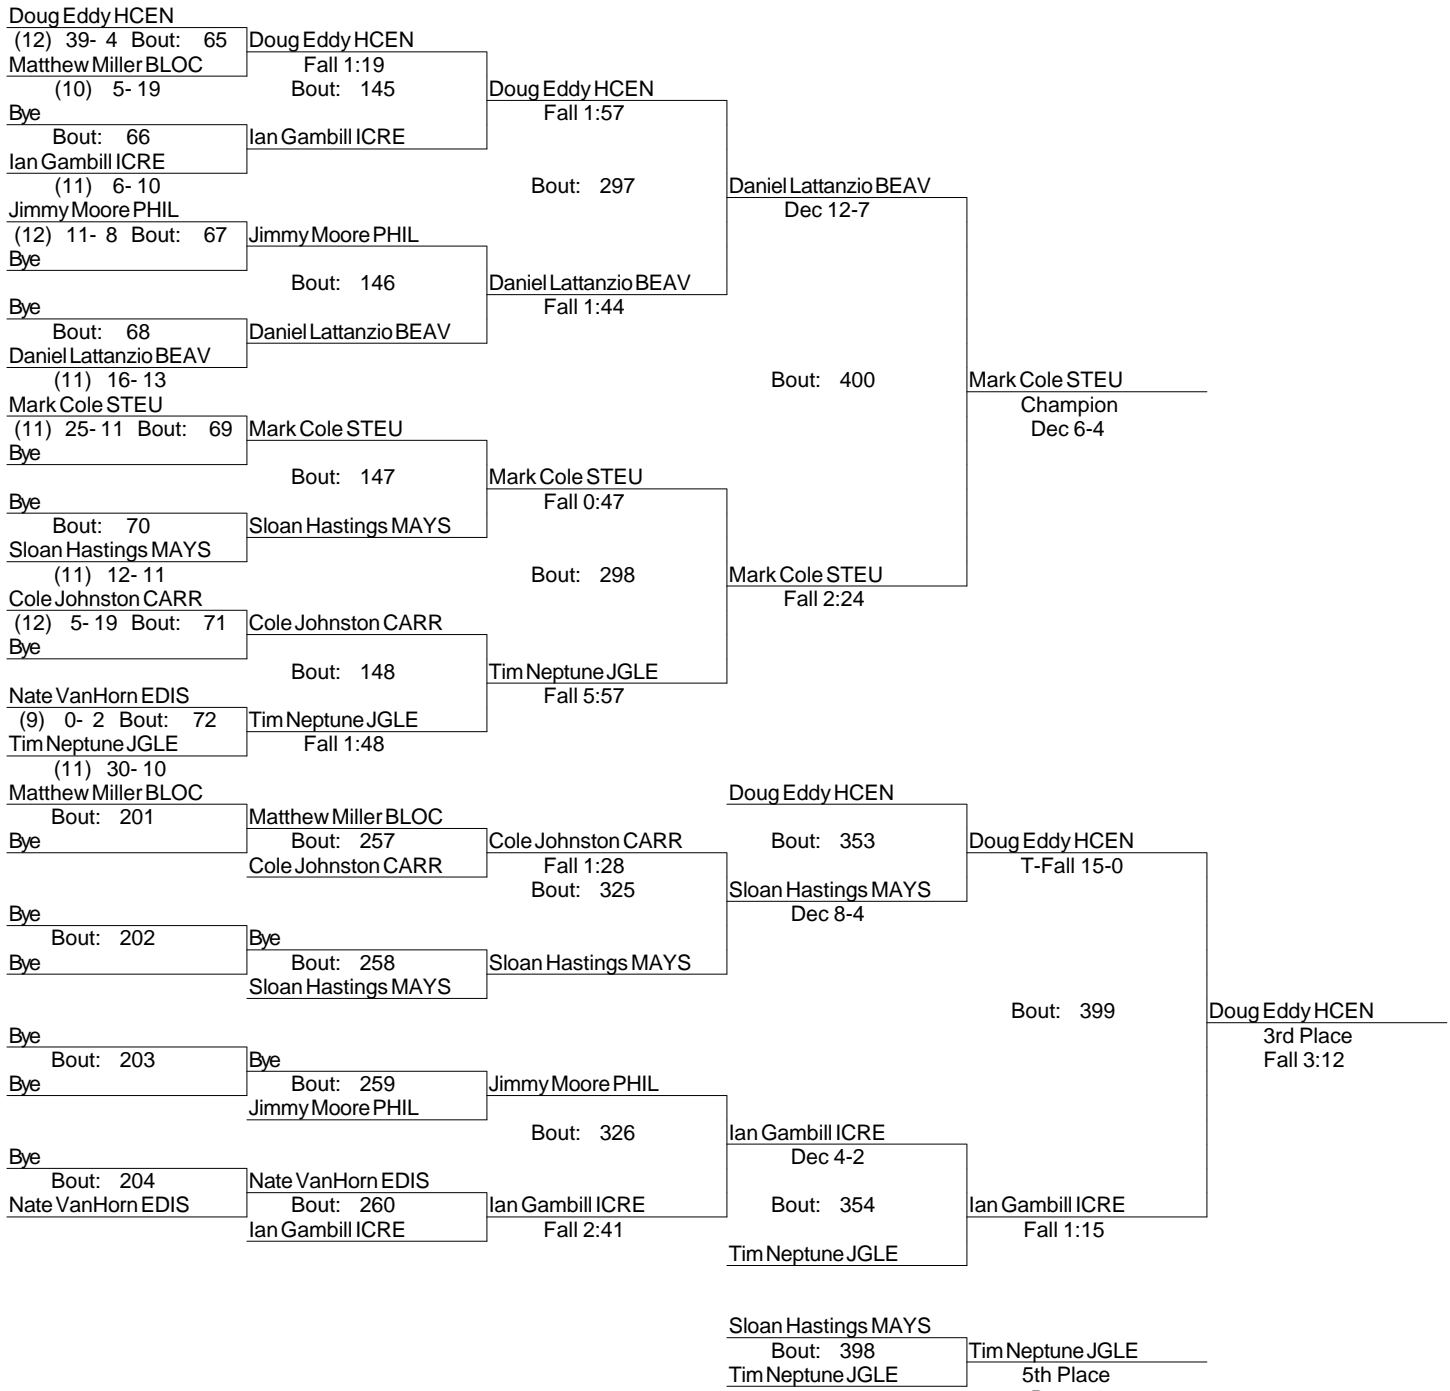 Doug Eddy HCEN
(12) 39- 4 Bout: 65 Doug Eddy HCEN
Matthew Miller BLOC Fall 1:19
(10) 5- 19 Bout: 145 Doug Eddy HCEN
Bye Fall 1:57
Bout: 66 Ian Gambill ICRE
Ian Gambill ICRE
(11) 6- 10 Bout: 297 Daniel Lattanzio BEAV
Jimmy Moore PHIL Dec 12-7
(12) 11- 8 Bout: 67 Jimmy Moore PHIL
Bye
Bout: 146 Daniel Lattanzio BEAV
Bye Fall 1:44
Bout: 68 Daniel Lattanzio BEAV
Daniel Lattanzio BEAV
(11) 16- 13 Bout: 400 Mark Cole STEU
Mark Cole STEU Champion
(11) 25- 11 Bout: 69 Mark Cole STEU Dec 6-4
Bye
Bout: 147 Mark Cole STEU
Bye Fall 0:47
Bout: 70 Sloan Hastings MAYS
Sloan Hastings MAYS
(11) 12- 11 Bout: 298 Mark Cole STEU
Cole Johnston CARR Fall 2:24
(12) 5- 19 Bout: 71 Cole Johnston CARR
Bye
Bout: 148 Tim Neptune JGLE
Nate VanHorn EDIS Fall 5:57
(9) 0- 2 Bout: 72 Tim Neptune JGLE
Tim Neptune JGLE Fall 1:48
(11) 30- 10
Matthew Miller BLOC Doug Eddy HCEN
Bout: 201 Matthew Miller BLOC
Bye Bout: 257 Cole Johnston CARR Bout: 353 Doug Eddy HCEN
Cole Johnston CARR Fall 1:28 T-Fall 15-0
Bout: 325 Sloan Hastings MAYS
Bye Dec 8-4
Bout: 202 Bye
Bye Bout: 258 Sloan Hastings MAYS
Sloan Hastings MAYS
Bout: 399 Doug Eddy HCEN
Bye 3rd Place
Bout: 203 Bye Fall 3:12
Bye Bout: 259 Jimmy Moore PHIL
Jimmy Moore PHIL
Bout: 326 Ian Gambill ICRE
Bye Dec 4-2
Bout: 204 Nate VanHorn EDIS
Nate VanHorn EDIS Bout: 260 Ian Gambill ICRE Bout: 354 Ian Gambill ICRE
Ian Gambill ICRE Fall 2:41 Fall 1:15
Tim Neptune JGLE
Sloan Hastings MAYS
Bout: 398 Tim Neptune JGLE
Tim Neptune JGLE 5th Place